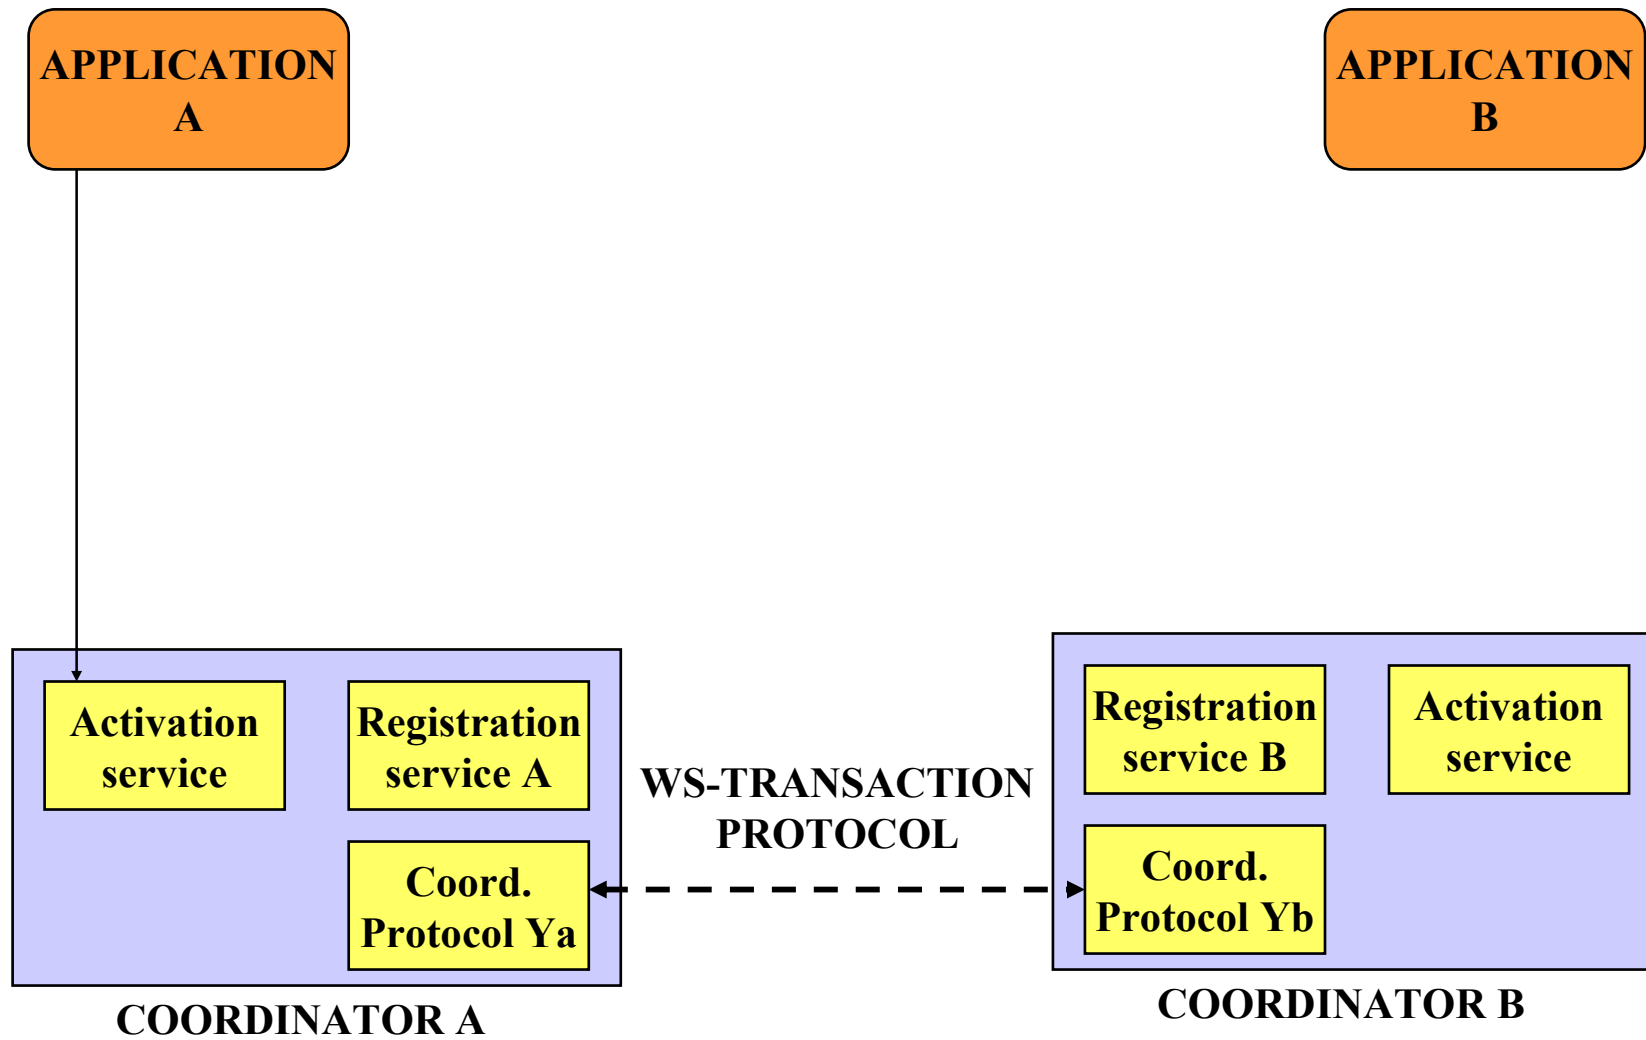 APPLICATION
A
APPLICATION
B
Activation
service
Registration
service A
Coord.
Protocol Ya
COORDINATOR A
WS-TRANSACTION
PROTOCOL
Registration
service B
Activation
service
Coord.
Protocol Yb
COORDINATOR B